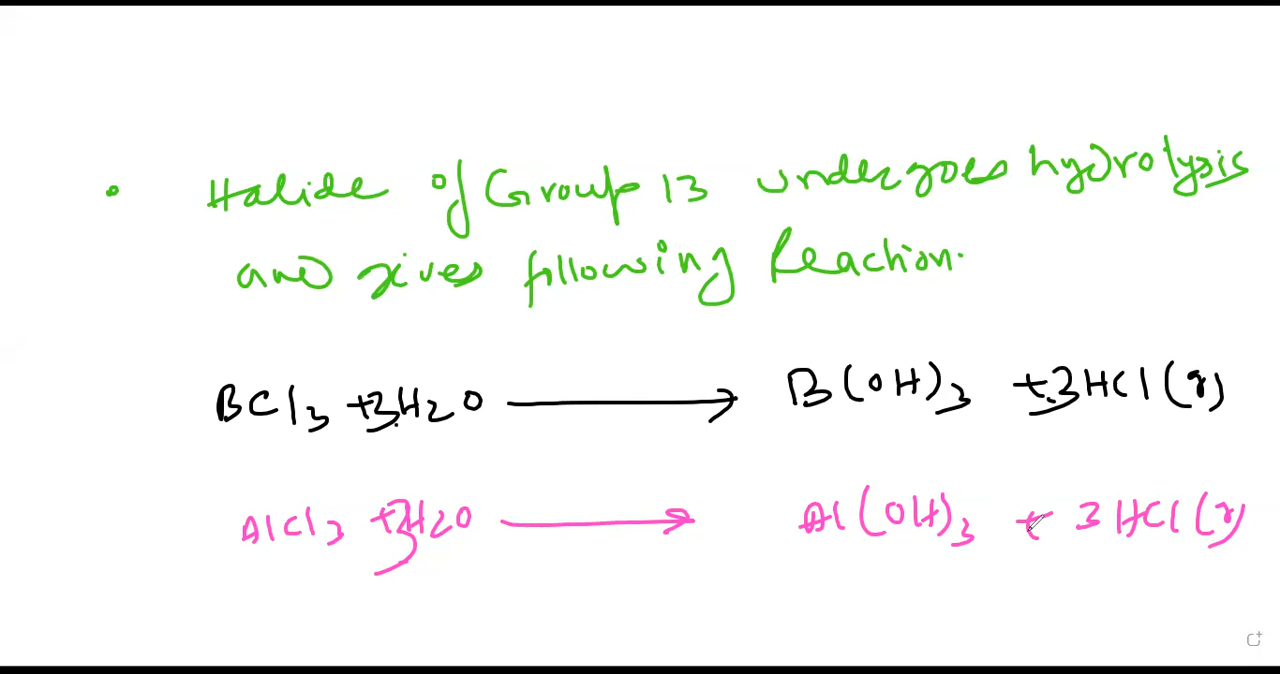 • Halide of Group 13 undergoes hydrolysis
and gives following Reaction.
BCl3 +3H2O ⟶ B(OH)3 +3HCl(g)
AlCl3 +3H2O ⟶ Al(OH)3 + 3HCl(g)